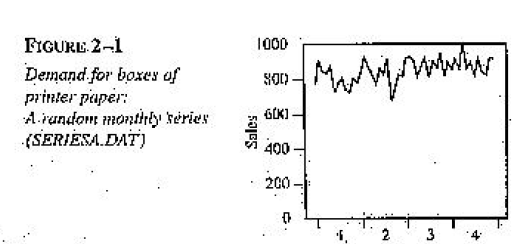 FIGURE 2–1
Demand for boxes of
printer paper:
A random monthly series
(SERIESA.DAT)
1000
800
600
400
200
0
Sales
1 2 3 4